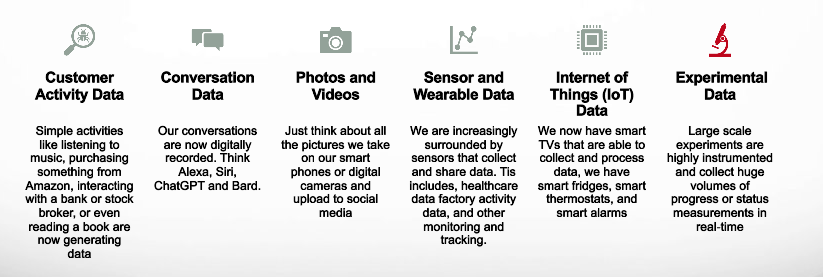 Customer
Activity Data
Simple activities
like listening to
music, purchasing
something from
Amazon, interacting
with a bank or stock
broker, or even
reading a book are
now generating
data
Conversation
Data
Our conversations
are now digitally
recorded. Think
Alexa, Siri,
ChatGPT and Bard.
Photos and
Videos
Just think about all
the pictures we take
on our smart
phones or digital
cameras and
upload to social
media
Sensor and
Wearable Data
We are increasingly
surrounded by
sensors that collect
and share data. Tis
includes, healthcare
data factory activity
data, and other
monitoring and
tracking.
Internet of
Things (IoT)
Data
We now have smart
TVs that are able to
collect and process
data, we have
smart fridges, smart
thermostats, and
smart alarms
Experimental
Data
Large scale
experiments are
highly instrumented
and collect huge
volumes of
progress or status
measurements in
real-time